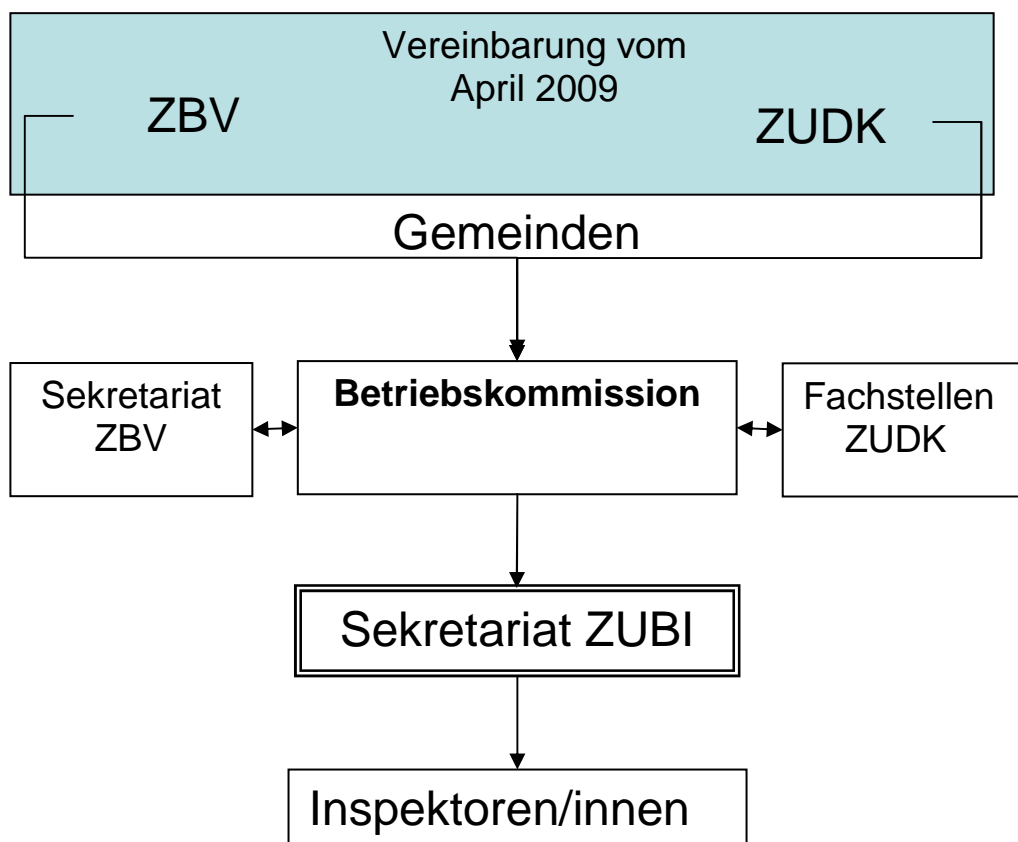 Vereinbarung vom
April 2009
ZBV
ZUDK
Gemeinden
Sekretariat
ZBV
Betriebskommission
Fachstellen
ZUDK
Sekretariat ZUBI
Inspektoren/innen